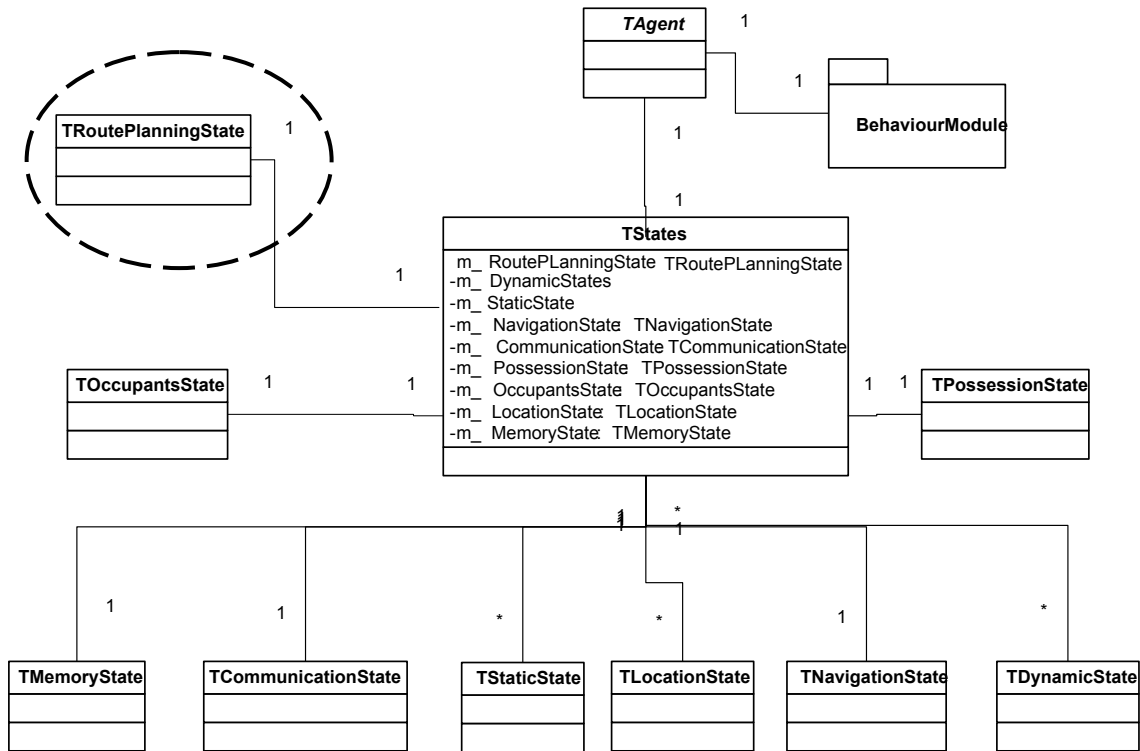 TAgent
1
1
BehaviourModule
TRoutePlanningState
1
1
1
1
TStates
m_ RoutePLanningState TRoutePLanningState
-m_ DynamicStates
-m_ StaticState
-m_ NavigationState: TNavigationState
-m_ CommunicationState TCommunicationState
-m_ PossessionState: TPossessionState
-m_ OccupantsState: TOccupantsState
-m_ LocationState: TLocationState
-m_ MemoryState: TMemoryState
TOccupantsState
1
1
1
1
TPossessionState
1
*
1
1
1
*
*
1
*
TMemoryState
TCommunicationState
TStaticState
TLocationState
TNavigationState
TDynamicState